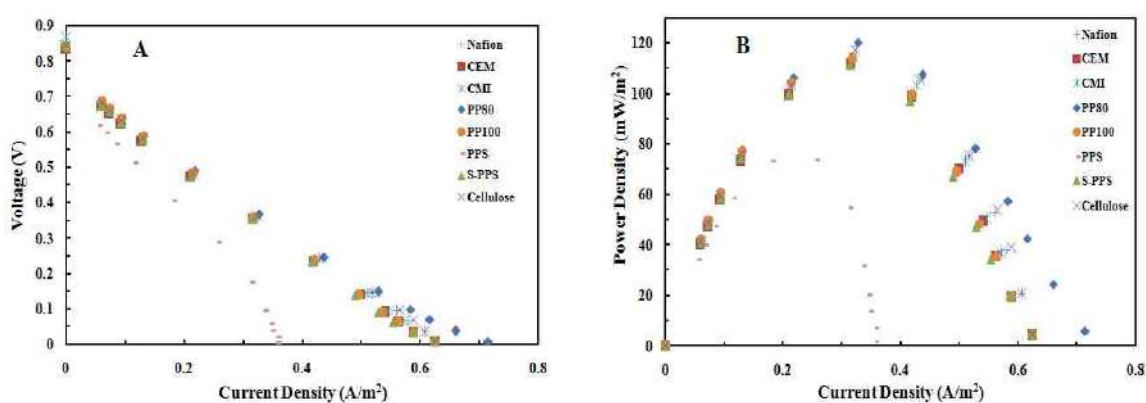 A
0.9
0.8
0.7
0.6
0.5
0.4
0.3
0.2
0.1
0
0
0.2
0.4
0.6
0.8
Voltage (V)
Current Density (A/m²)
Nafion
CEM
CMI
PP80
PP100
PPS
S-PPS
Cellulose
B
120
100
80
60
40
20
0
0
0.2
0.4
0.6
0.8
Power Density (mW/m²)
Current Density (A/m²)
Nafion
CEM
CMI
PP80
PP100
PPS
S-PPS
Cellulose